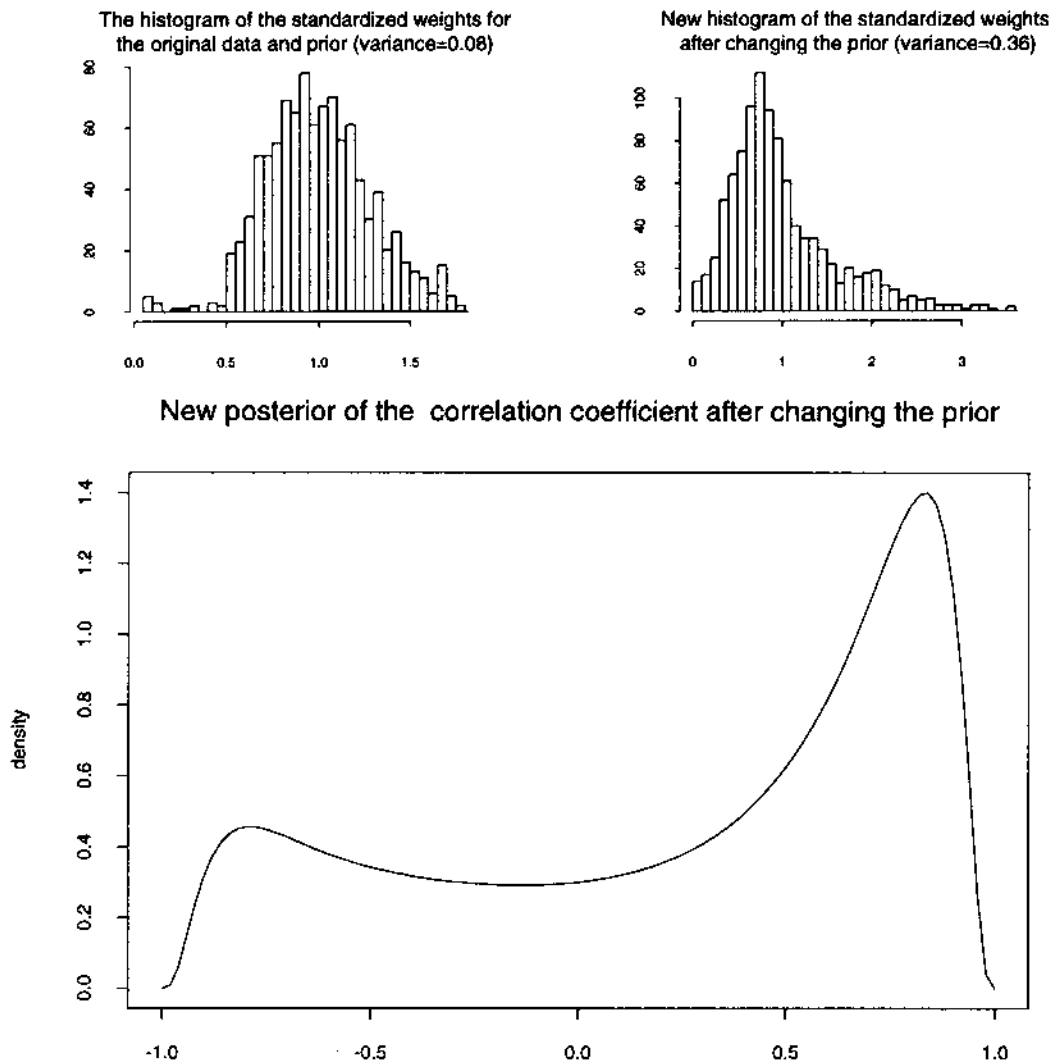 The histogram of the standardized weights for
the original data and prior (variance=0.08)
New histogram of the standardized weights
after changing the prior (variance=0.36)
80
60
40
20
0
0.0 0.5 1.0 1.5
100
80
60
40
20
0
0 1 2 3
New posterior of the correlation coefficient after changing the prior
density
1.4
1.2
1.0
0.8
0.6
0.4
0.2
0.0
-1.0 -0.5 0.0 0.5 1.0